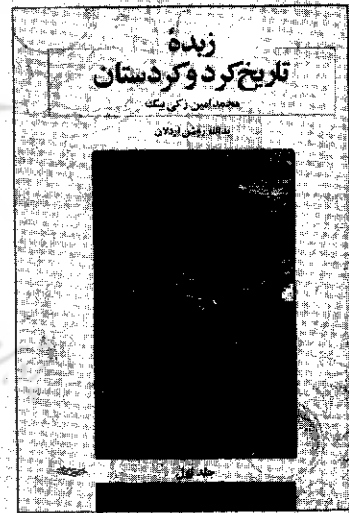 زبدهٔ
تاریخ کرد و کردستان
محمد امین زکی بیگ
یدالله روشن اردلان
جلد اول